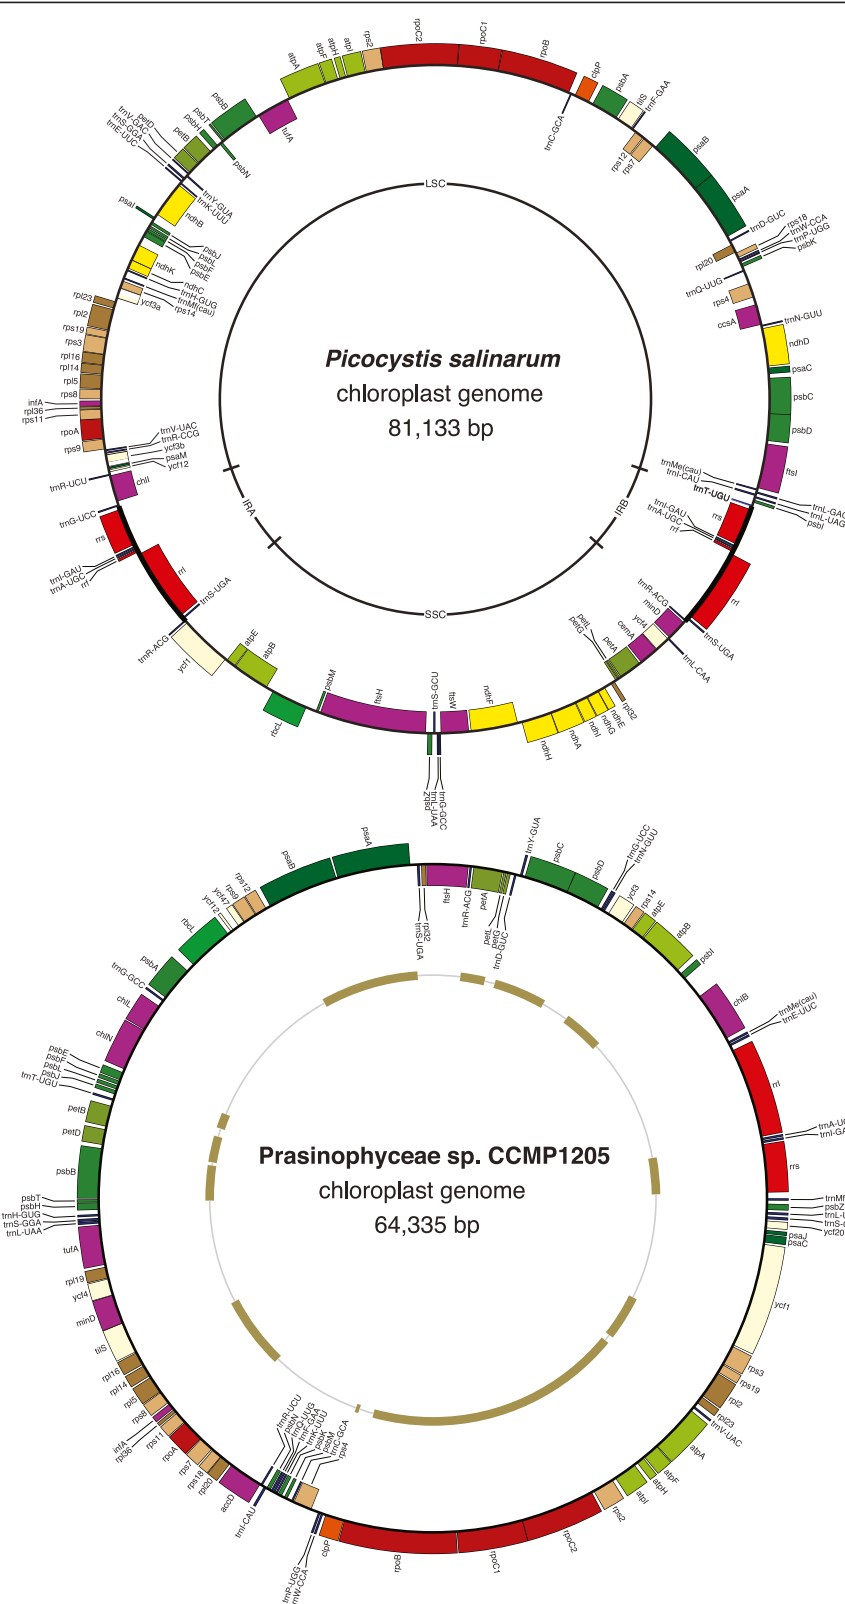 rpoC2
rpoC1
rpoB
rps2
atpI
atpH
atpF
atpA
clpP
psbA
tilS
trnF-GAA
trnC-GCA
rps12
rps7
psaB
psaA
trnD-GUC
rps18
trnW-CCA
trnP-UGG
psbK
rpl20
trnQ-UUG
rps4
ccsA
trnN-GUU
ndhD
psaC
psbC
psbD
ftsI
trnMe(cau)
trnI-CAU
trnT-UGU
trnL-UAG
psbI
rrs
trnI-GAU
trnA-UGC
rrf
rrl
trnS-UGA
trnR-ACG
minD
ycf4
cemA
petA
petL
petG
trnL-CAA
rpl32
ndhE
ndhG
ndhI
ndhA
ndhH
ndhF
ftsW
trnS-GCU
trnG-GCC
trnL-UAA
psbZ
ftsH
psbM
rbcL
atpB
atpE
ycf1
trnR-ACG
trnS-UGA
rrl
rrf
trnA-UGC
trnI-GAU
rrs
trnG-UCC
trnR-UCU
chlI
ycf12
psaM
ycf3b
trnR-CCG
trnV-UAC
rps9
rpoA
rps11
rpl36
infA
rps8
rpl5
rpl14
rpl16
rps3
rps19
rpl2
rpl23
ycf3a
rps14
trnMf(cau)
trnH-GUG
ndhC
ndhK
psbE
psbF
psbL
psbJ
psaI
ndhB
trnK-UUU
trnY-GUA
trnE-UUC
trnS-GGA
trnV-GAC
petD
petB
psbH
psbT
psbB
psbN
tufA
LSC
IRA
IRB
SSC
Picocystis salinarum
chloroplast genome
81,133 bp
psaA
psaB
rps12
rps9
ycf47
ycf12
rbcL
psbA
trnG-GCC
chlL
chlN
psbE
psbF
psbL
psbJ
trnT-UGU
petB
petD
psbB
psbT
psbH
trnH-GUG
trnS-GGA
trnL-UAA
tufA
rpl19
ycf4
minD
tilS
rpl16
rpl14
rpl5
rps8
infA
rpl36
rps11
rpoA
rps7
rps18
rpl20
accD
trnI-CAU
trnR-UCU
psbN
trnQ-UUG
trnF-GAA
trnK-UUU
psbK
psbM
trnC-GCA
rps4
trnP-UGG
clpP
rpoB
rpoC1
rpoC2
rps2
atpI
atpH
atpF
atpA
trnV-UAC
rpl23
rpl2
rps19
rps3
ycf1
psaC
psaJ
ycf20
psbZ
rrs
rrl
trnE-UUC
trnMe(cau)
chlB
psbI
atpB
atpE
rps14
ycf3
trnN-GUU
trnG-UCC
psbD
psbC
trnY-GUA
trnD-GUC
petG
petL
petA
trnR-ACG
ftsH
rpl32
trnS-UGA
Prasinophyceae sp. CCMP1205
chloroplast genome
64,335 bp